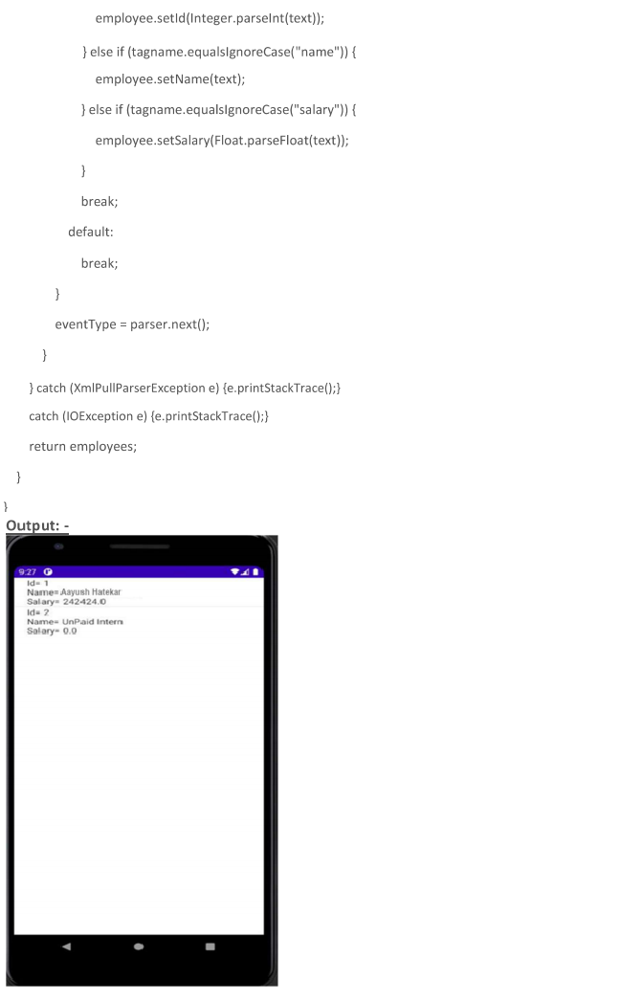 employee.setId(Integer.parseInt(text));
} else if (tagname.equalsIgnoreCase("name")) {
employee.setName(text);
} else if (tagname.equalsIgnoreCase("salary")) {
employee.setSalary(Float.parseFloat(text));
}
break;
default:
break;
}
eventType = parser.next();
}
} catch (XmlPullParserException e) {e.printStackTrace();}
catch (IOException e) {e.printStackTrace();}
return employees;
}
}
Output: -
9:27
Id= 1
Name= Aayush Hatekar
Salary= 242424.0
Id= 2
Name= UnPaid Intern
Salary= 0.0